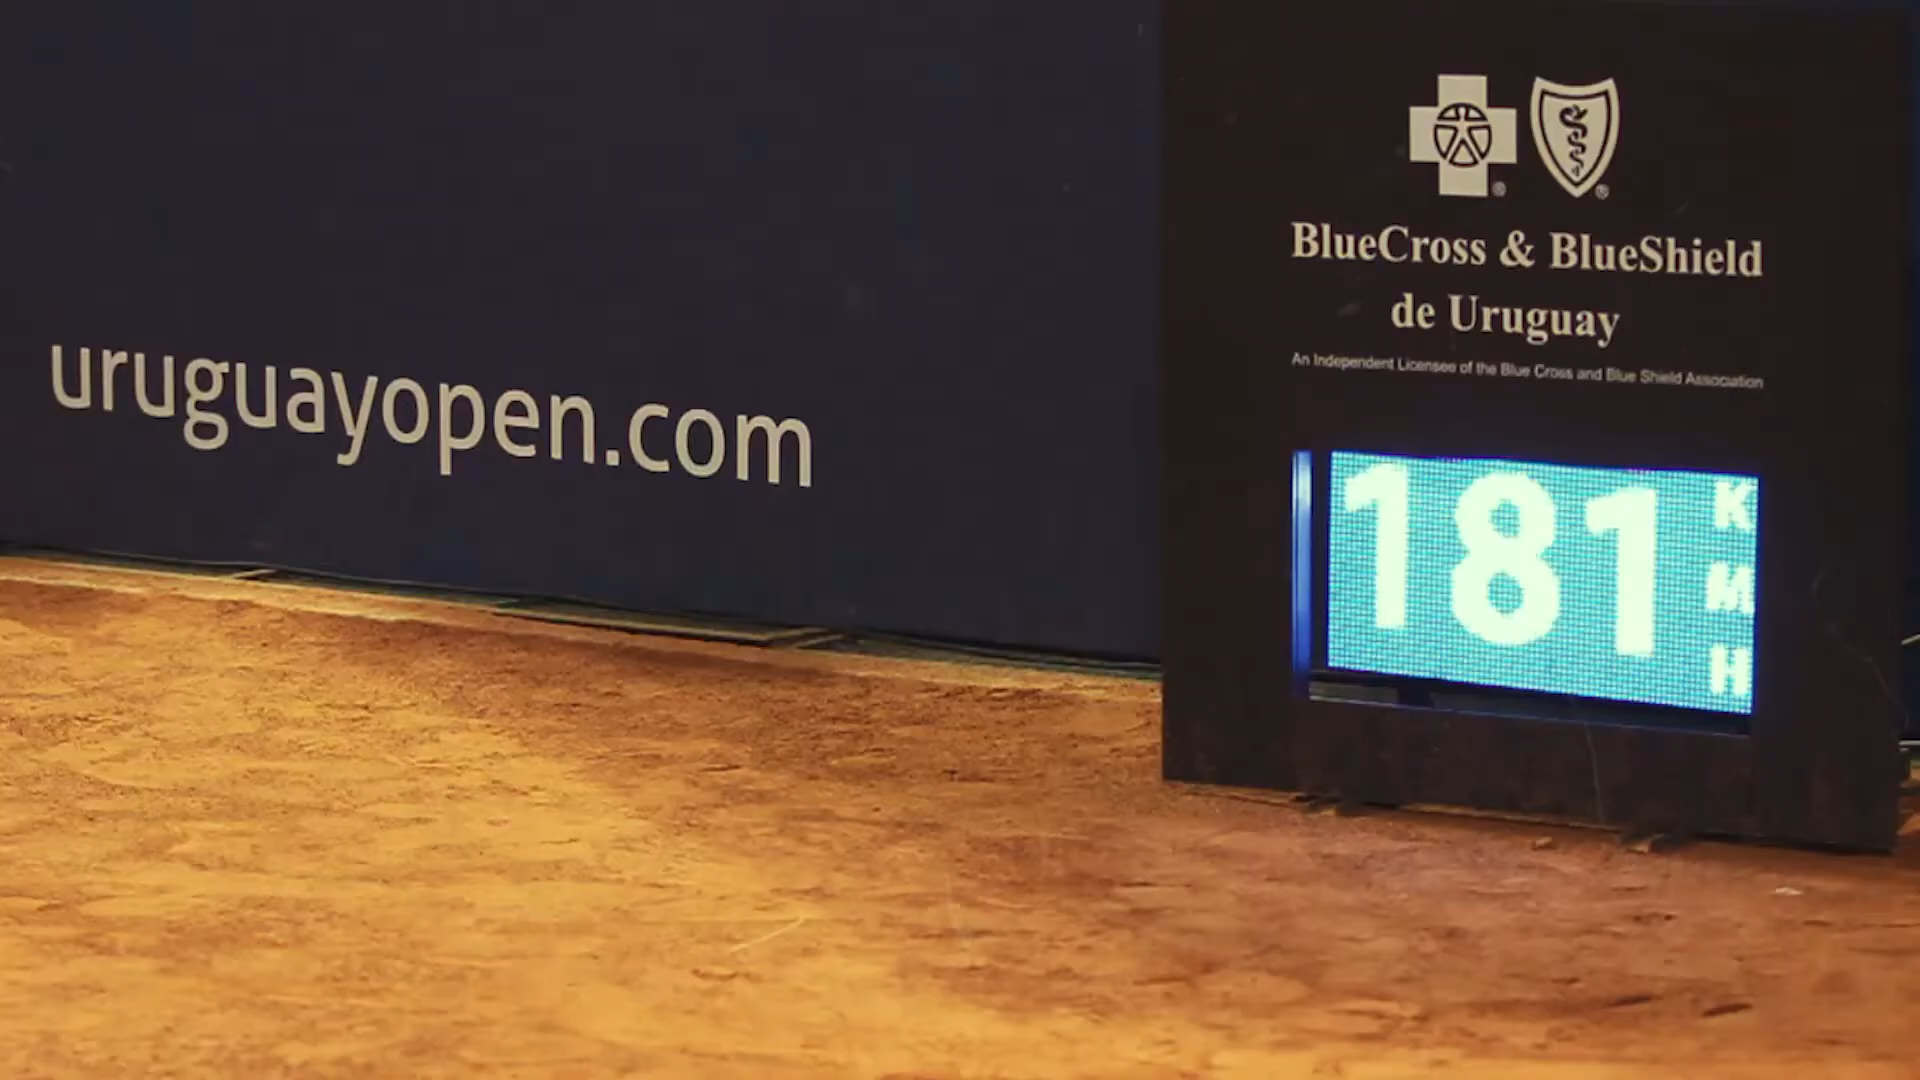 uruguayopen.com
BlueCross & BlueShield
de Uruguay
An Independent Licensee of the Blue Cross and Blue Shield Association
181
K
M
H